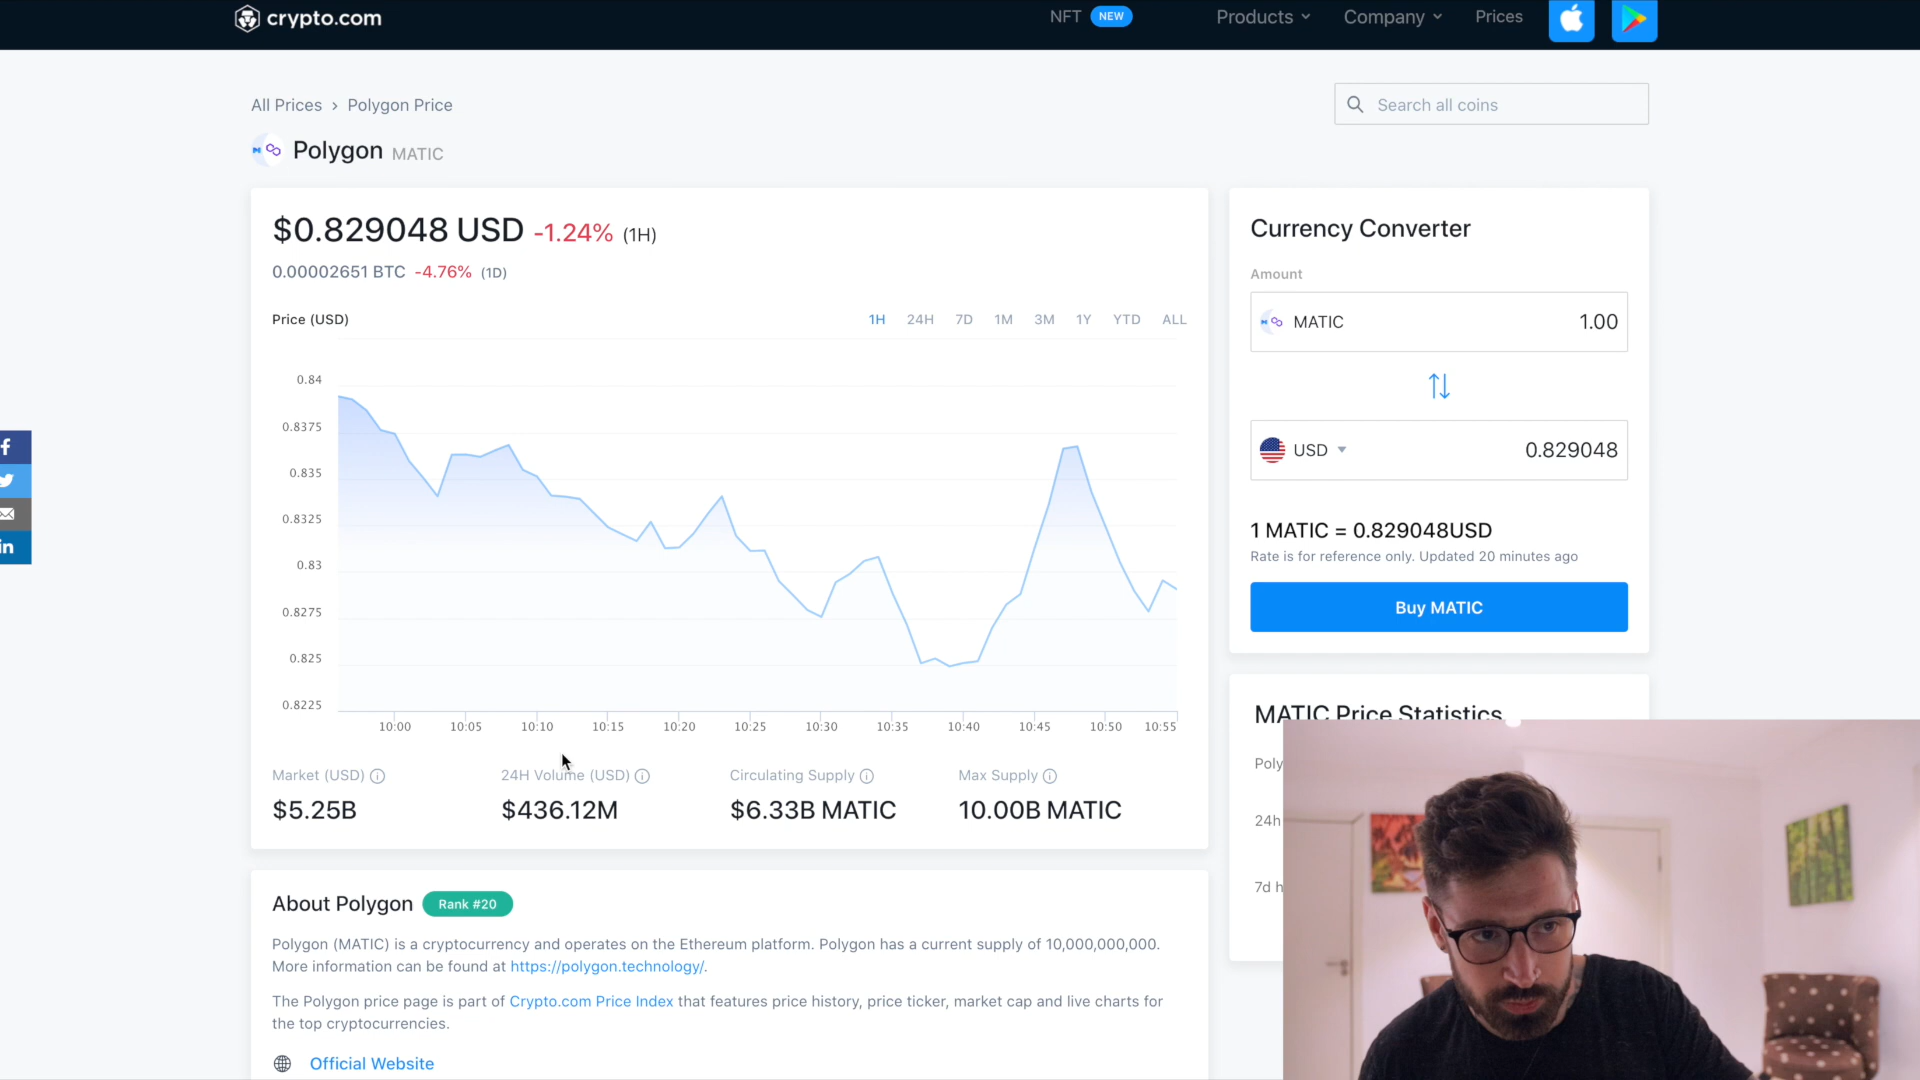 crypto.com
NFT NEW
Products
Company
Prices
All Prices › Polygon Price
Search all coins
Polygon MATIC
$0.829048 USD -1.24% (1H)
0.00002651 BTC -4.76% (1D)
Price (USD)
1H 24H 7D 1M 3M 1Y YTD ALL
0.84
0.8375
0.835
0.8325
0.83
0.8275
0.825
0.8225
10:00 10:05 10:10 10:15 10:20 10:25 10:30 10:35 10:40 10:45 10:50 10:55
Market (USD)
$5.25B
24H Volume (USD)
$436.12M
Circulating Supply
$6.33B MATIC
Max Supply
10.00B MATIC
Currency Converter
Amount
MATIC 1.00
USD 0.829048
1 MATIC = 0.829048USD
Rate is for reference only. Updated 20 minutes ago
Buy MATIC
MATIC Price Statistics
Poly
24h
7d h
About Polygon Rank #20
Polygon (MATIC) is a cryptocurrency and operates on the Ethereum platform. Polygon has a current supply of 10,000,000,000.
More information can be found at https://polygon.technology/.
The Polygon price page is part of Crypto.com Price Index that features price history, price ticker, market cap and live charts for
the top cryptocurrencies.
Official Website